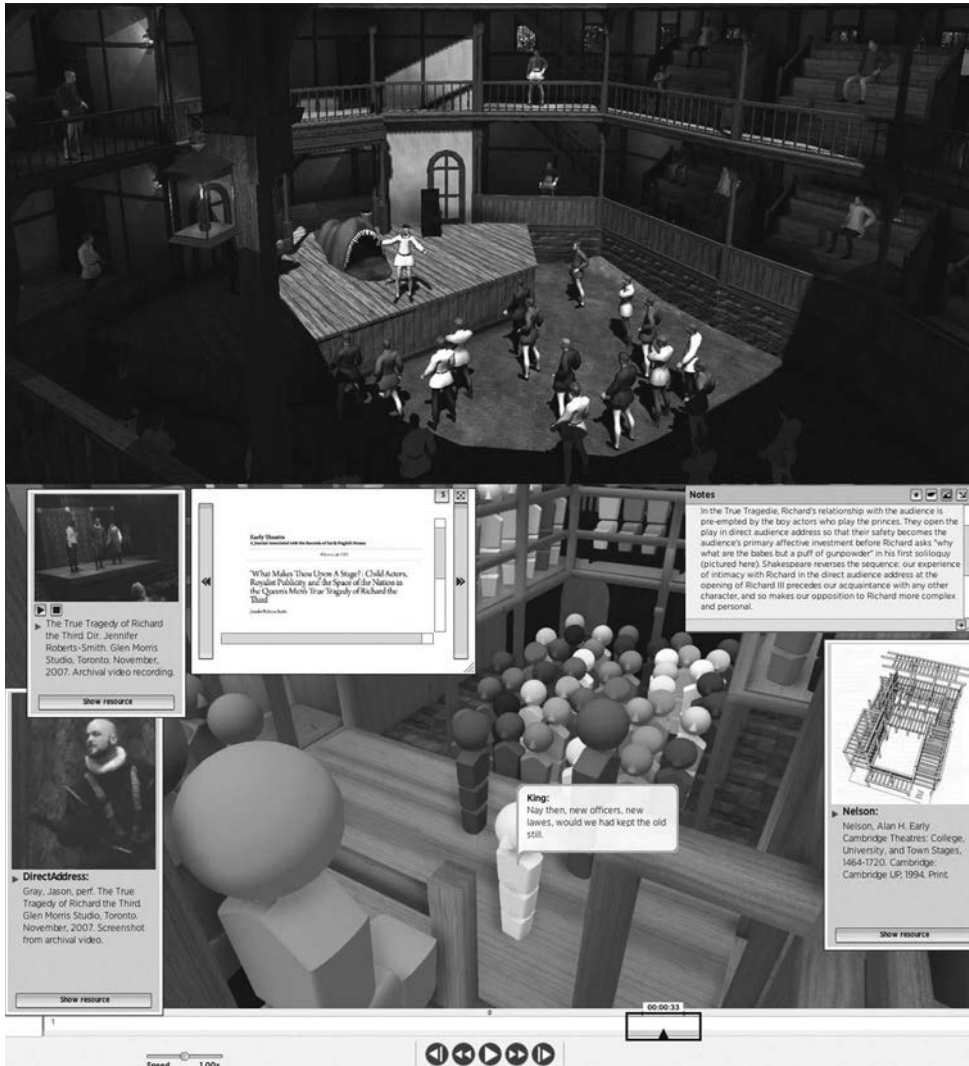 The True Tragedy of Richard
the Third. Dir. Jennifer
Roberts-Smith. Glen Morris
Studio, Toronto. November,
2007. Archival video recording.
Show resource
S
Early Theatre
'What Makes Thou Upon A Stage?': Child Actors,
Royalist Publicity, and the Space of the Nation in
the Queen's Men's True Tragedy of Richard the
Third
Notes
In the True Tragedie, Richard's relationship with the audience is
pre-empted by the boy actors who play the princes. They open the
play in direct audience address so that their safety becomes the
audience's primary affective investment before Richard asks "why
what are the babes but a puff of gunpowder" in his first soliloquy
(pictured here). Shakespeare reverses the sequence: our experience
of intimacy with Richard in the direct audience address at the
opening of Richard III precedes our acquaintance with any other
character, and so makes our opposition to Richard more complex
and personal.
DirectAddress:
Gray, Jason, perf. The True
Tragedy of Richard the Third.
Glen Morris Studio, Toronto.
November, 2007. Screenshot
from archival video.
Show resource
King:
Nay then, new officers, new
lawes, would we had kept the old
still.
Nelson:
Nelson, Alan H. Early
Cambridge Theatres: College,
University, and Town Stages,
1464-1720. Cambridge:
Cambridge UP, 1994. Print.
Show resource
00:00:33
1
Speed 1.00x